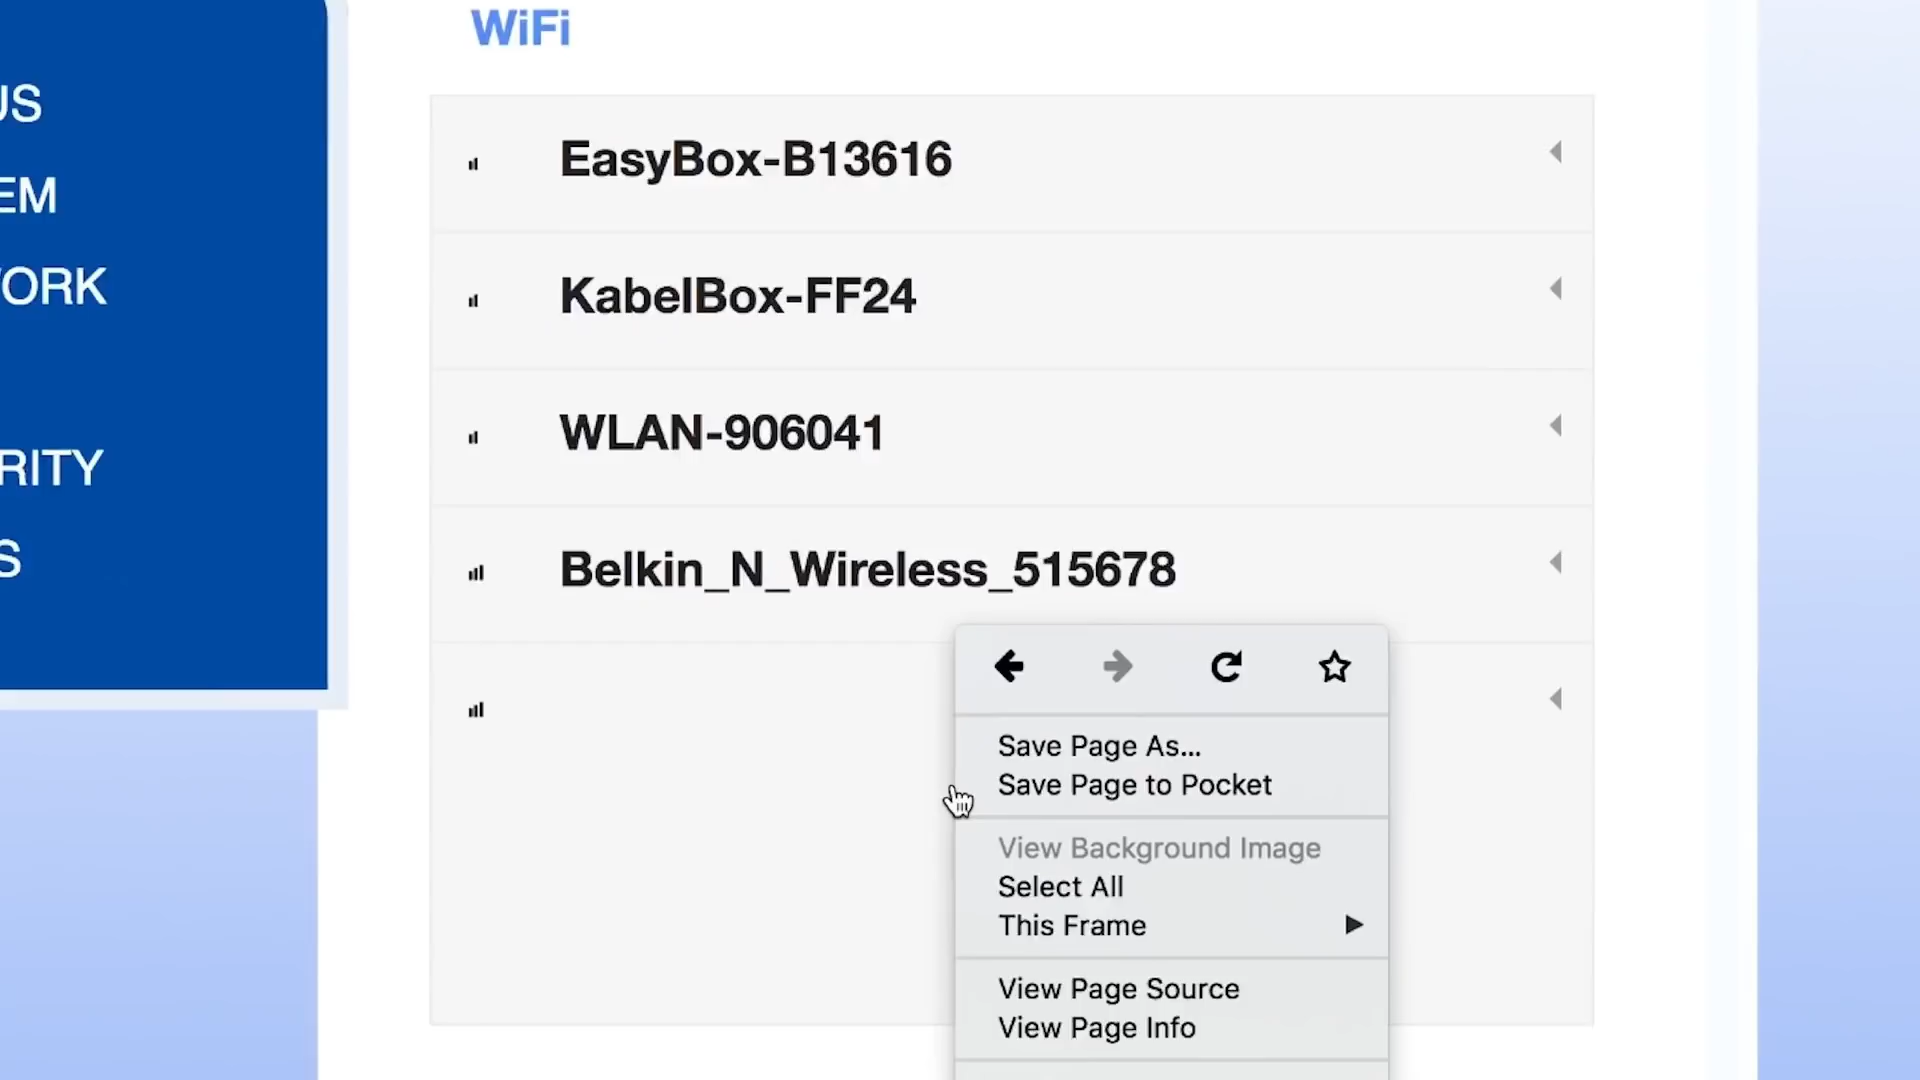 WiFi
US
EM
WORK
RITY
S
EasyBox-B13616
KabelBox-FF24
WLAN-906041
Belkin_N_Wireless_515678
Save Page As...
Save Page to Pocket
View Background Image
Select All
This Frame
View Page Source
View Page Info